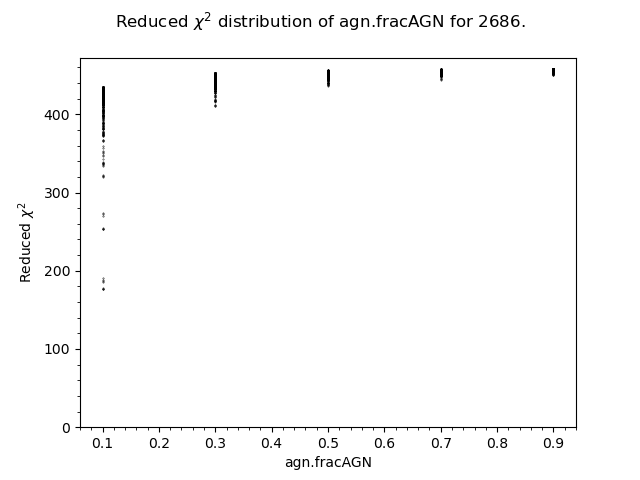 Reduced χ² distribution of agn.fracAGN for 2686.
400
300
200
100
0
Reduced χ²
0.1 0.2 0.3 0.4 0.5 0.6 0.7 0.8 0.9
agn.fracAGN